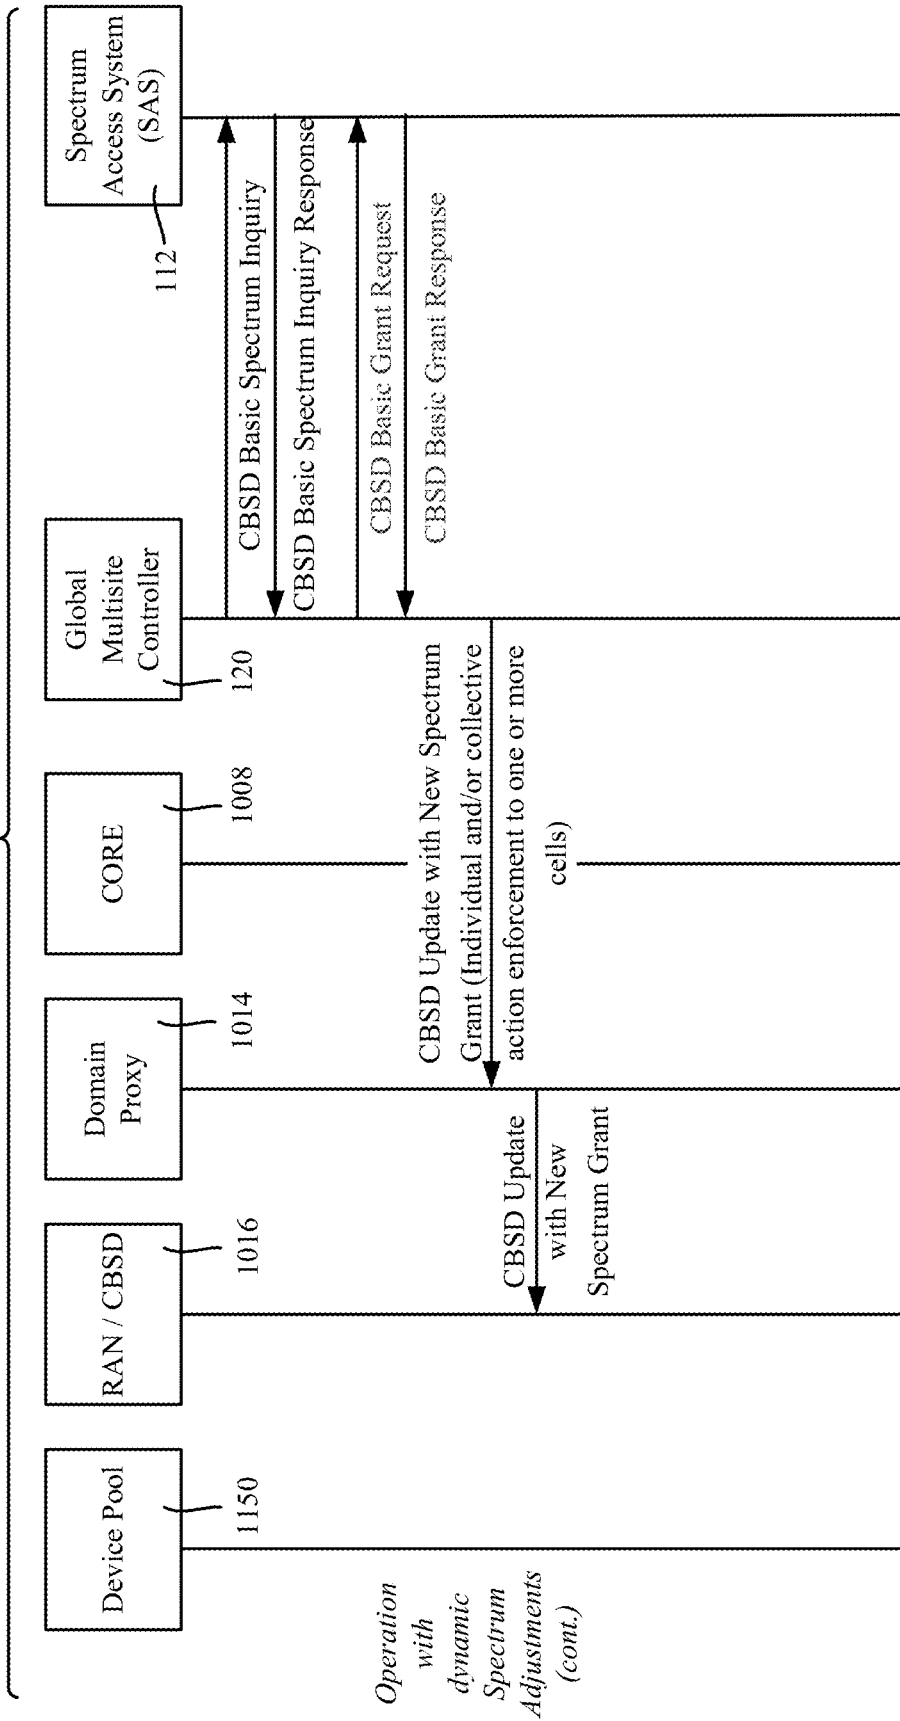 Device Pool
1150
RAN / CBSD
1016
Domain
Proxy
1014
CORE
1008
Global
Multisite
Controller
120
Spectrum
Access System
(SAS)
112
Operation
with
dynamic
Spectrum
Adjustments
(cont.)
CBSD Basic Spectrum Inquiry
CBSD Basic Spectrum Inquiry Response
CBSD Basic Grant Request
CBSD Basic Grant Response
CBSD Update with New Spectrum
Grant (Individual and/or collective
action enforcement to one or more
cells)
CBSD Update
with New
Spectrum Grant